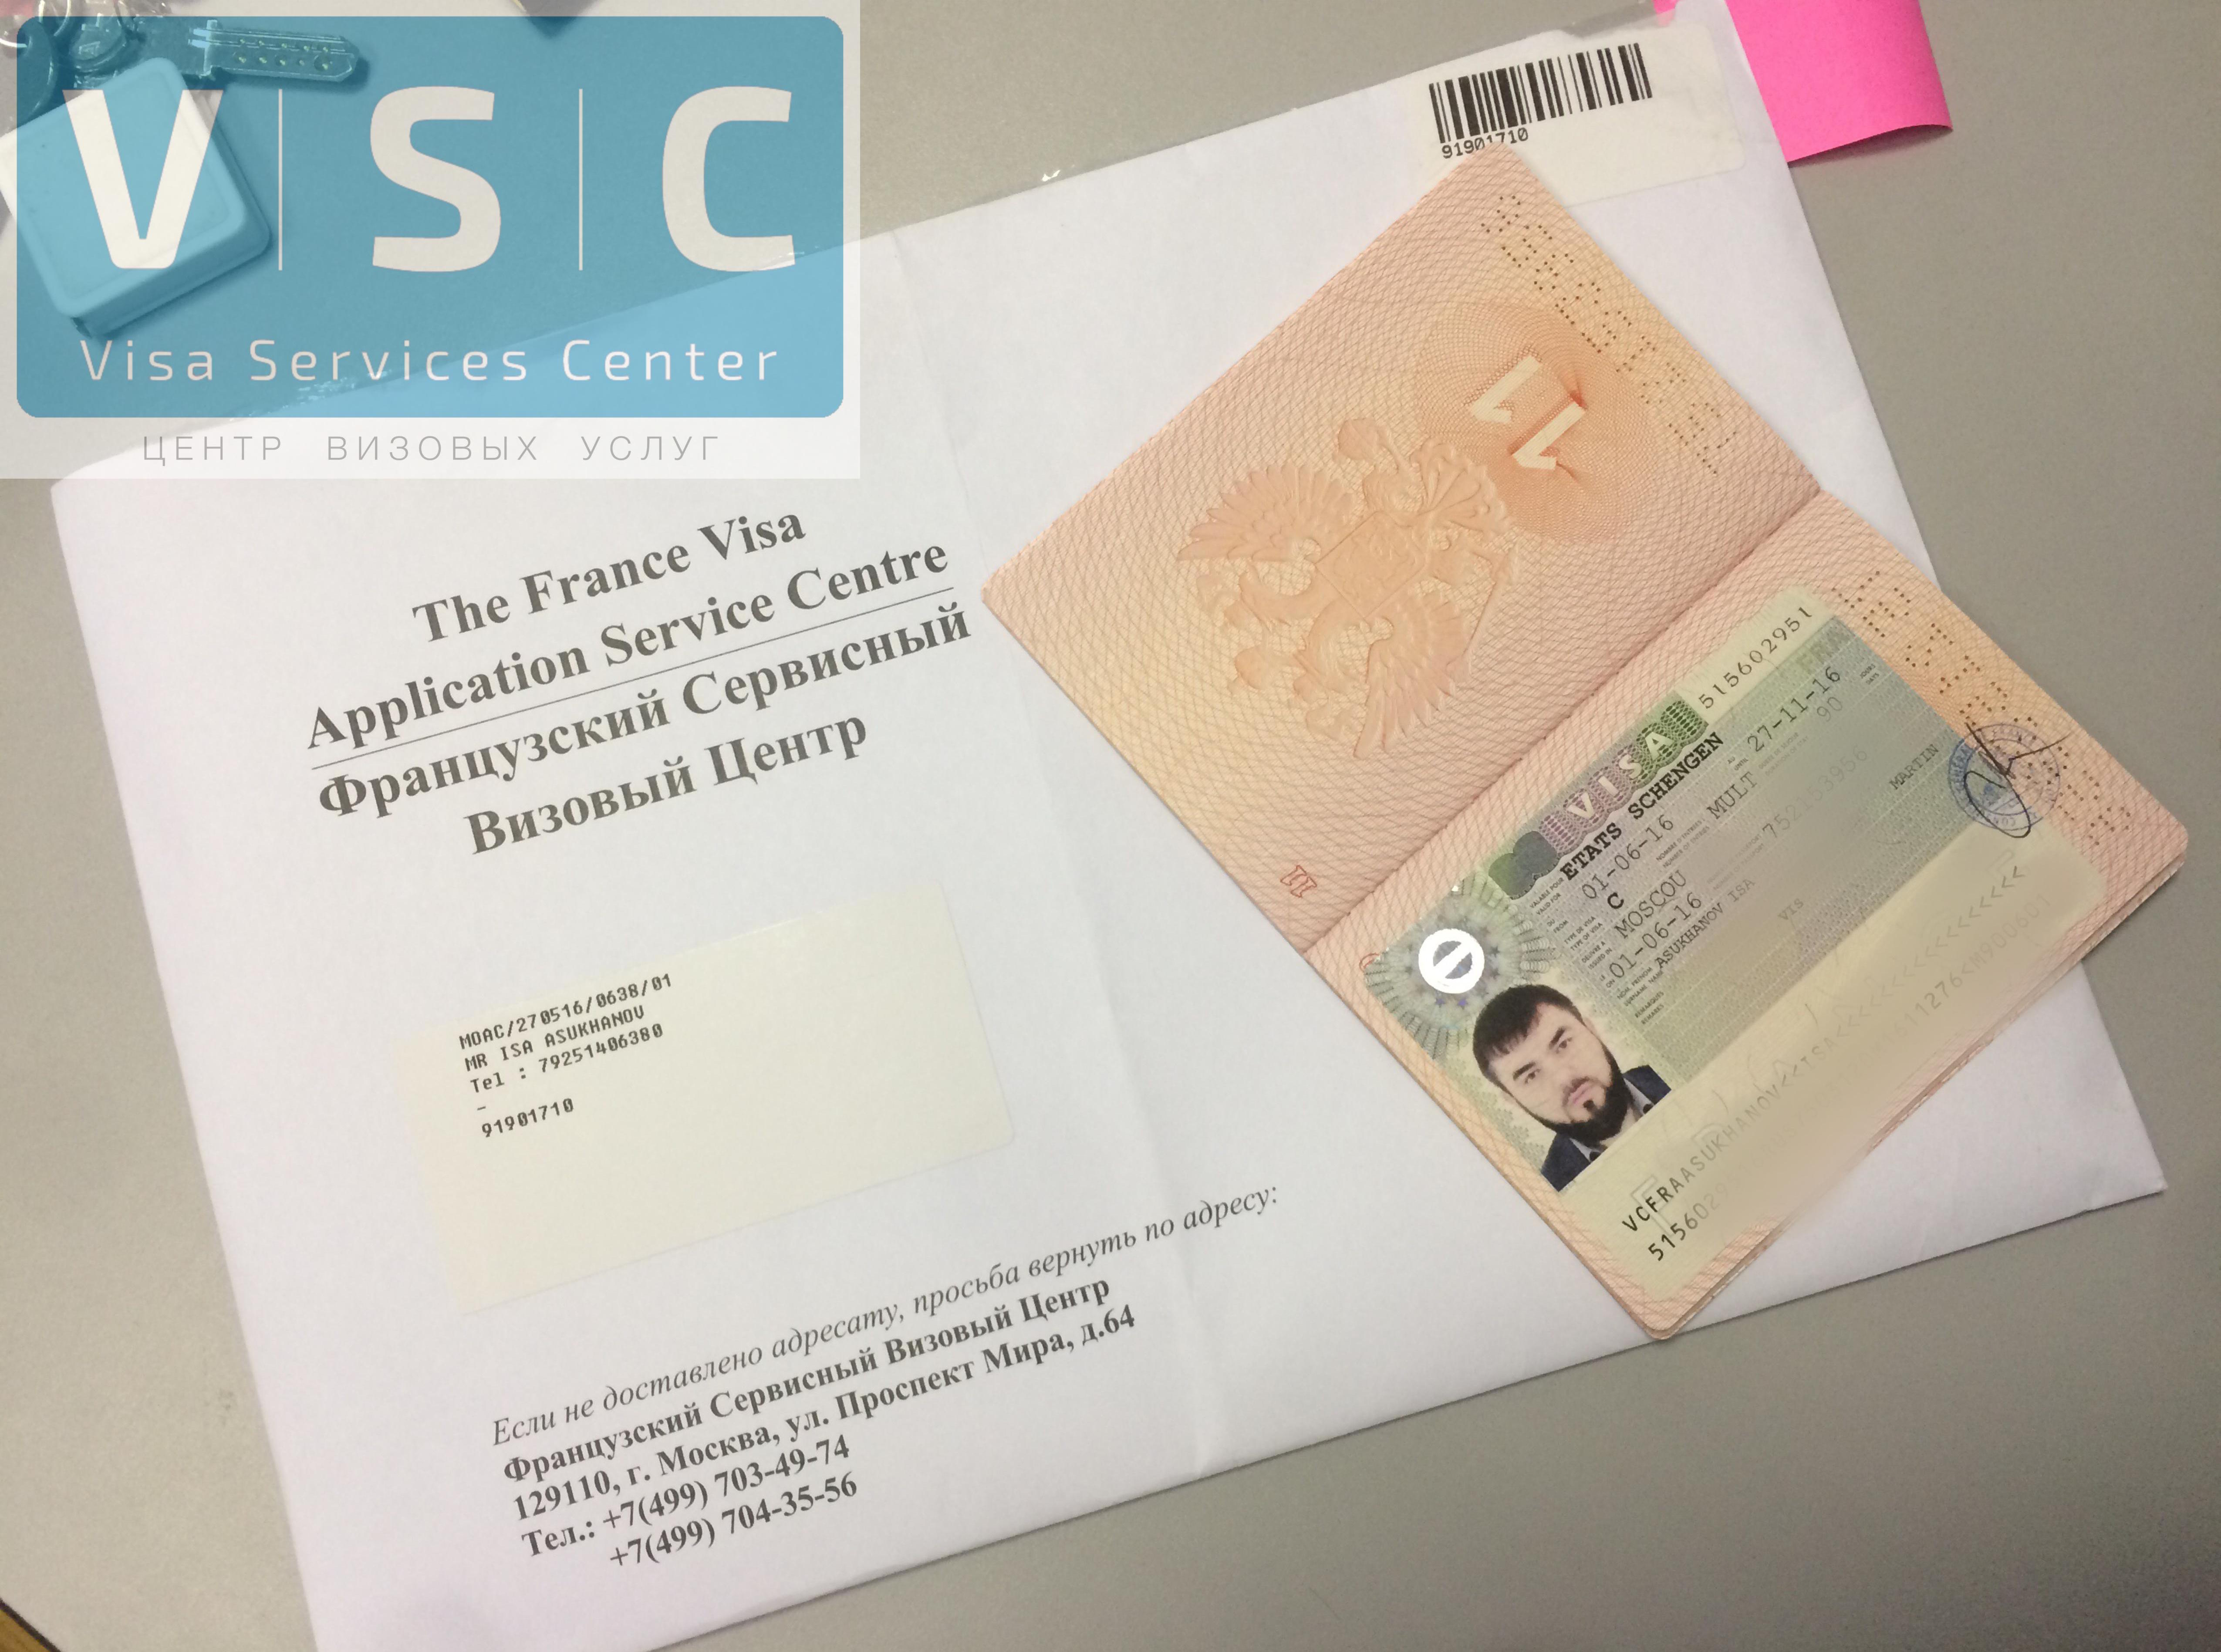 V S C
Visa Services Center
ЦЕНТР ВИЗОВЫХ УСЛУГ
91901710
The France Visa
Application Service Centre
Французский Сервисный
Визовый Центр
MOAC/270516/0638/01
MR ISA ASUKHANOV
Tel : 79251406380
-
91901710
Если не доставлено адресату, просьба вернуть по адресу:
Французский Сервисный Визовый Центр
129110, г. Москва, ул. Проспект Мира, д.64
Тел.: +7(499) 703-49-74
+7(499) 704-35-56
11
515602951
VISA
ETATS SCHENGEN
01-06-16 27-11-16
C MULT 90
MOSCOU
01-06-16
ASUKHANOV ISA
MARTIN
VIS
VCFRAASUKHANOV<<ISA<<<<<<<<